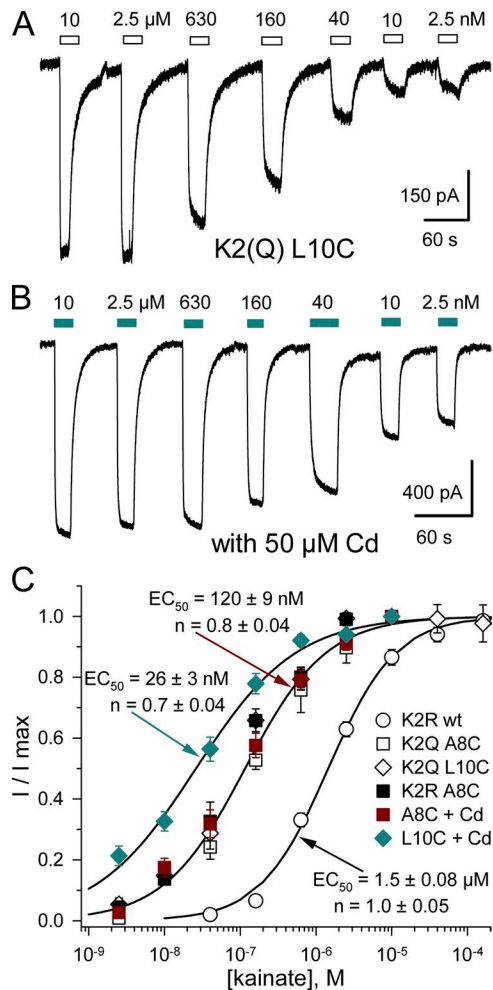 A
10 2.5 µM 630 160 40 10 2.5 nM
150 pA
60 s
K2(Q) L10C
B
10 2.5 µM 630 160 40 10 2.5 nM
400 pA
60 s
with 50 µM Cd
C
EC50 = 120 ± 9 nM
n = 0.8 ± 0.04
EC50 = 26 ± 3 nM
n = 0.7 ± 0.04
K2R wt
K2Q A8C
K2Q L10C
K2R A8C
A8C + Cd
L10C + Cd
EC50 = 1.5 ± 0.08 µM
n = 1.0 ± 0.05
I / I max
1.0
0.8
0.6
0.4
0.2
0.0
10⁻⁹ 10⁻⁸ 10⁻⁷ 10⁻⁶ 10⁻⁵ 10⁻⁴
[kainate], M